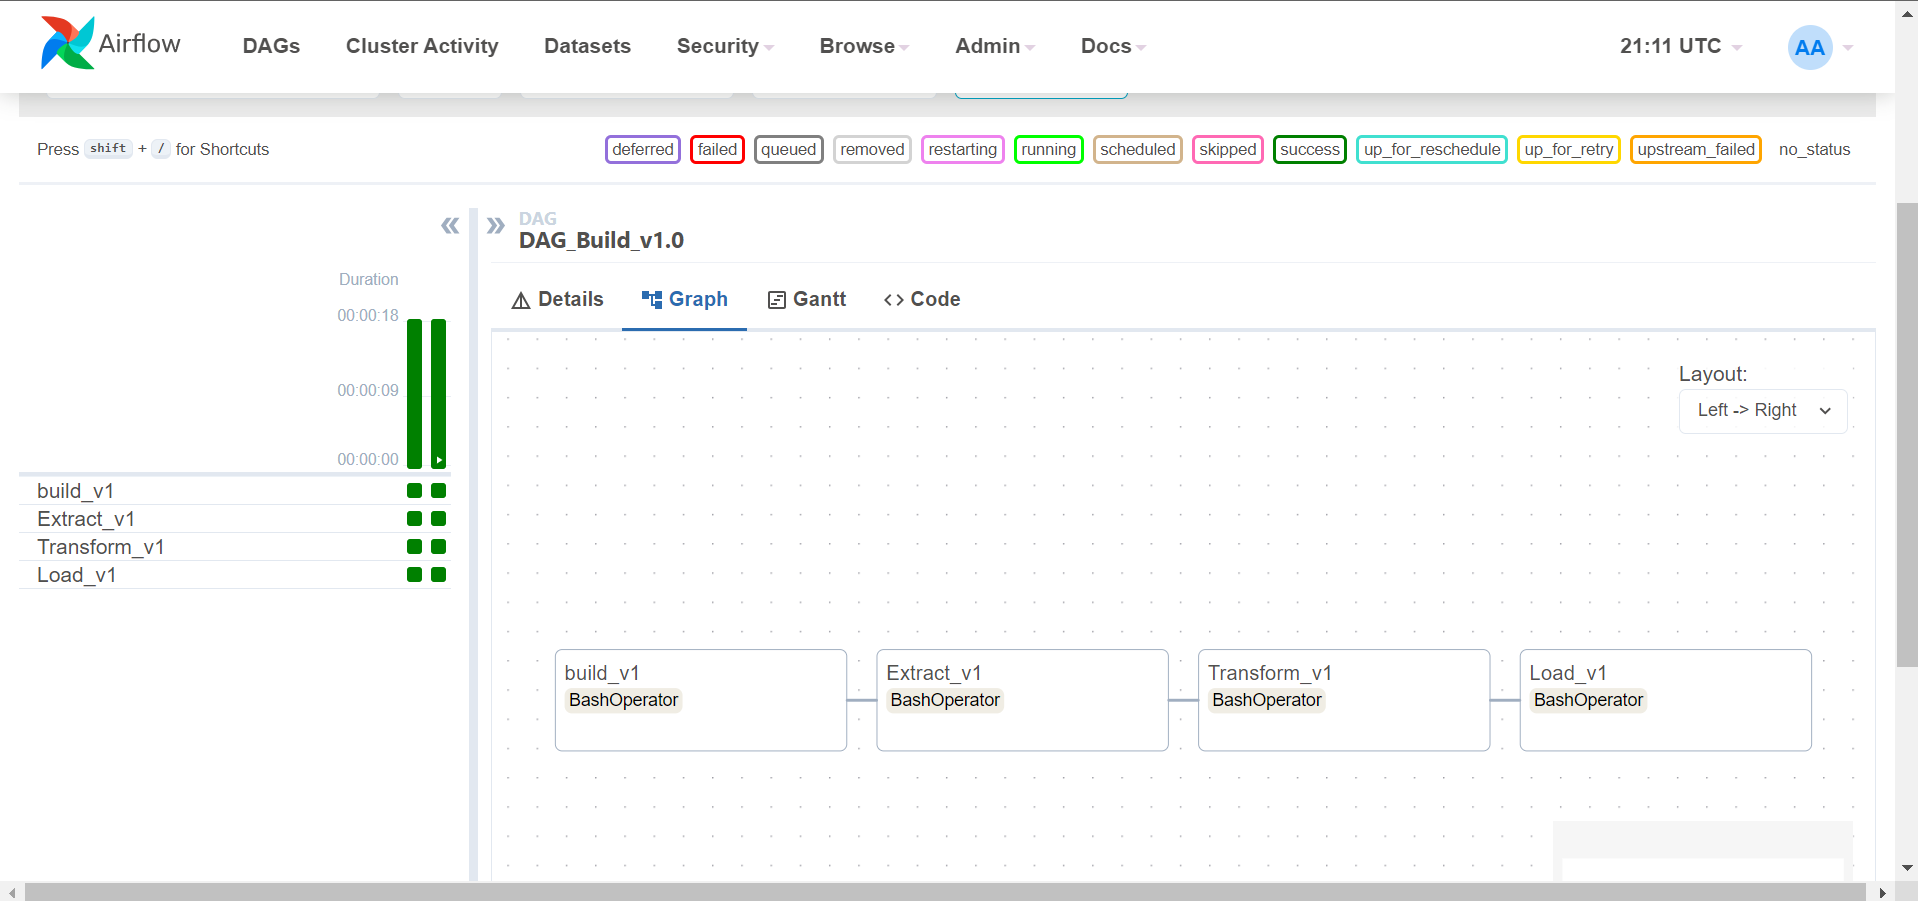 Airflow DAGs Cluster Activity Datasets Security Browse Admin Docs 21:11 UTC AA
Press shift + / for Shortcuts deferred failed queued removed restarting running scheduled skipped success up_for_reschedule up_for_retry upstream_failed no_status
DAG
DAG_Build_v1.0
Duration
00:00:18
00:00:09
00:00:00
build_v1
Extract_v1
Transform_v1
Load_v1
Details Graph Gantt Code
Layout:
Left -> Right
build_v1
BashOperator
Extract_v1
BashOperator
Transform_v1
BashOperator
Load_v1
BashOperator